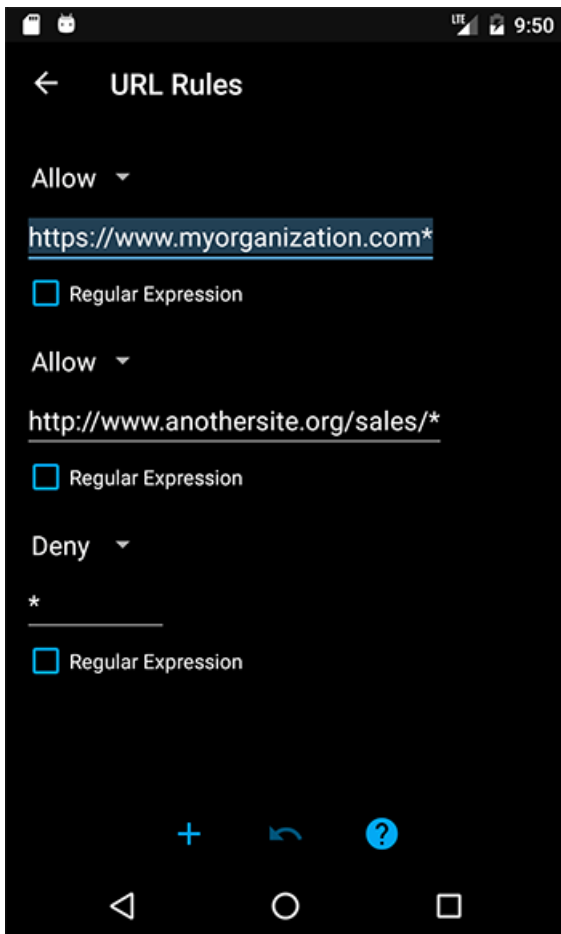 LTE 9:50
URL Rules
Allow
https://www.myorganization.com*
Regular Expression
Allow
http://www.anothersite.org/sales/*
Regular Expression
Deny
*
Regular Expression
+ ?